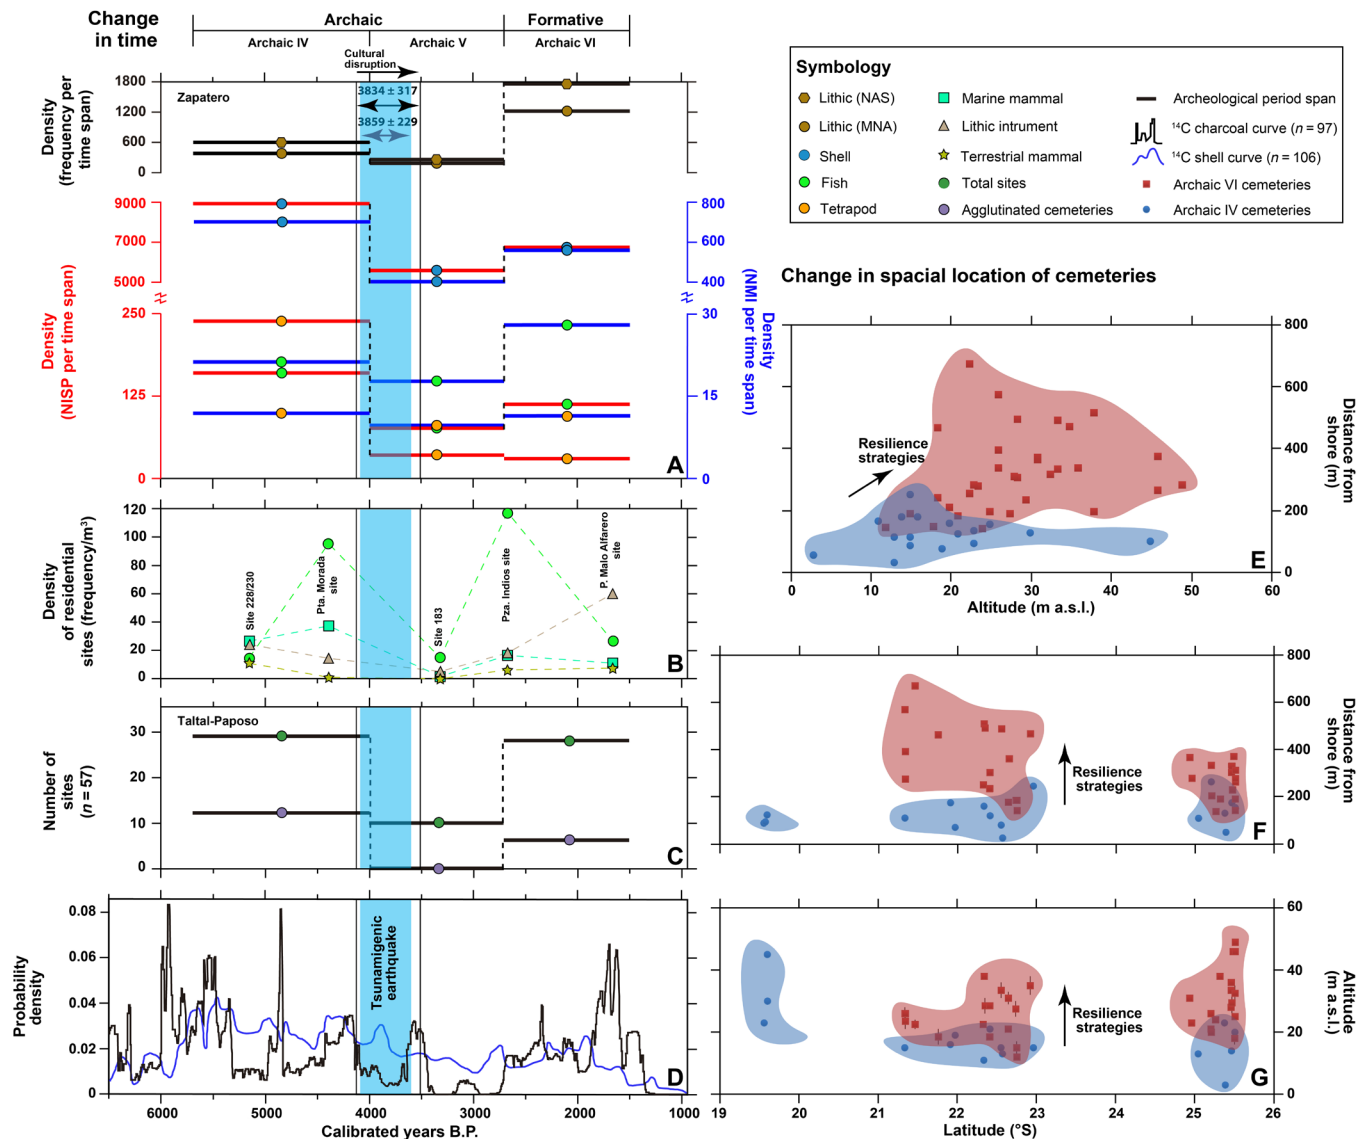 Change
in time
Archaic
Formative
Archaic IV
Archaic V
Archaic VI
Cultural
disruption
Density
(frequency per
time span)
1800
1200
600
0
Zapatero
3834 ± 317
3859 ± 229
Density
(NISP per time span)
9000
7000
5000
250
125
0
800
600
400
30
15
0
Density
(NMI per time span)
A
Density
of residential
sites (frequency/m³)
120
100
80
60
40
20
0
Site 228/230
Pta. Morada
site
Site 183
Pza. Indios site
P. Malo Alfarero
site
B
Number of
sites
(n = 57)
30
20
10
0
Taltal-Paposo
C
Probability
density
0.08
0.06
0.04
0.02
0
Tsunamigenic
earthquake
D
6000
5000
4000
3000
2000
1000
Calibrated years B.P.
Symbology
Lithic (NAS)
Lithic (MNA)
Shell
Fish
Tetrapod
Marine mammal
Lithic intrument
Terrestrial mammal
Total sites
Agglutinated cemeteries
Archeological period span
¹⁴C charcoal curve (n = 97)
¹⁴C shell curve (n = 106)
Archaic VI cemeteries
Archaic IV cemeteries
Change in spacial location of cemeteries
Resilience
strategies
E
800
600
400
200
0
Distance from
shore (m)
0
10
20
30
40
50
60
Altitude (m a.s.l.)
Resilience
strategies
F
800
600
400
200
0
Distance from
shore (m)
Resilience
strategies
G
60
40
20
0
Altitude
(m a.s.l.)
19
20
21
22
23
24
25
26
Latitude (°S)